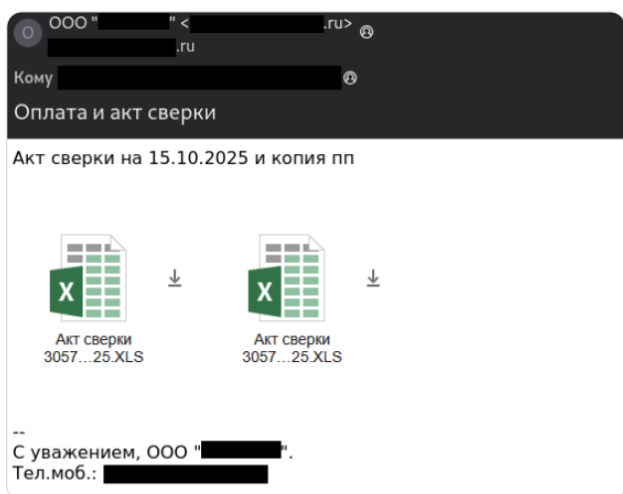 О ООО "" <.ru>
.ru
Кому
Оплата и акт сверки
Акт сверки на 15.10.2025 и копия пп
X X
Акт сверки Акт сверки
3057...25.XLS 3057...25.XLS
--
С уважением, ООО "".
Тел.моб.: